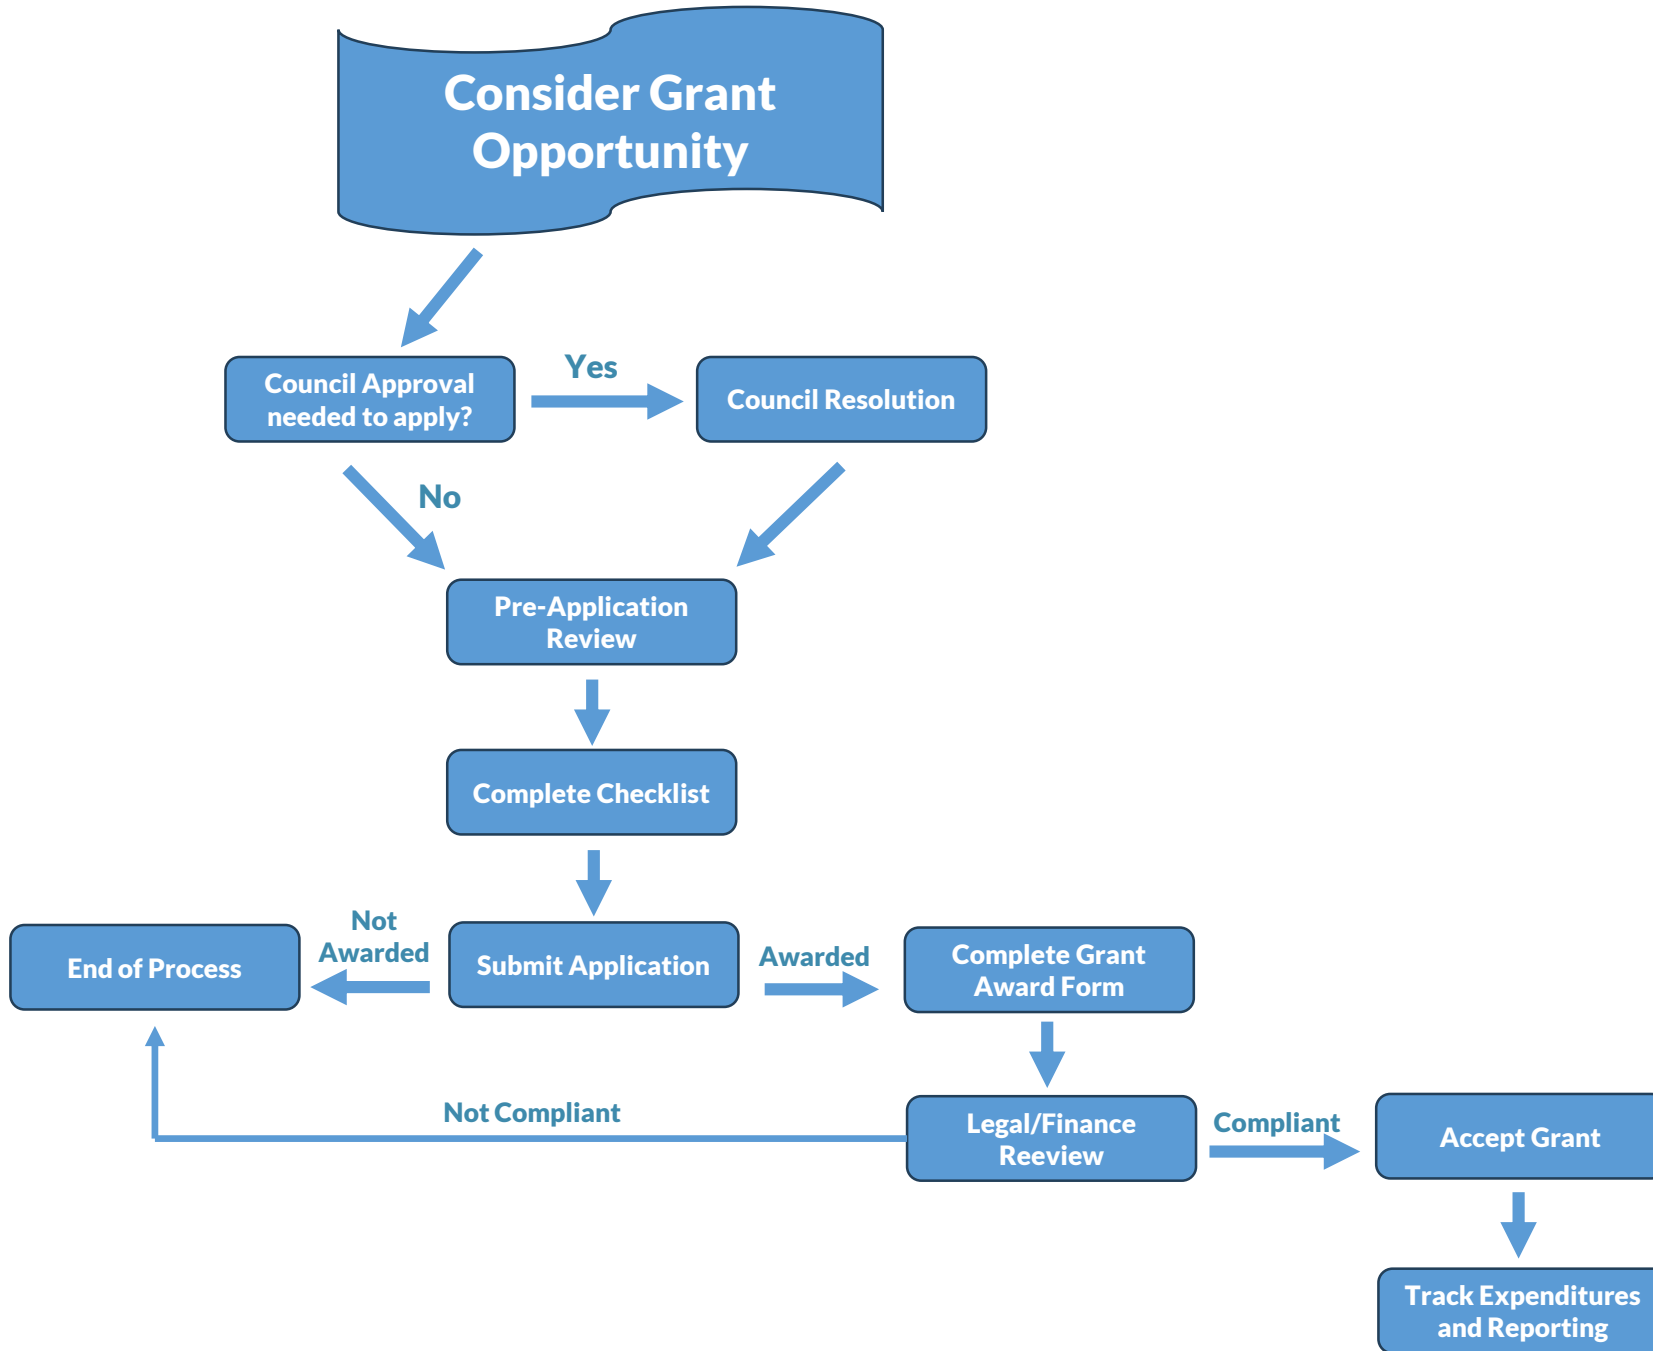 Consider Grant
Opportunity
Council Approval
needed to apply?
Yes
Council Resolution
No
Pre-Application
Review
Complete Checklist
Not
Awarded
End of Process
Submit Application
Awarded
Complete Grant
Award Form
Not Compliant
Legal/Finance
Reeview
Compliant
Accept Grant
Track Expenditures
and Reporting